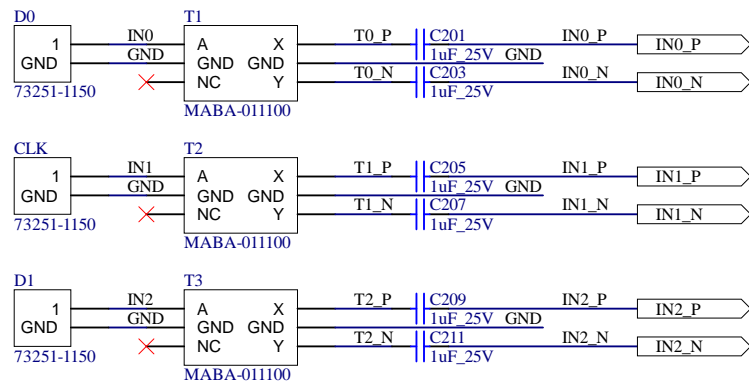 D0 T1
1 IN0 A X T0_P C201 IN0_P IN0_P
GND GND GND GND 1uF_25V GND
NC Y T0_N C203 IN0_N IN0_N
73251-1150 1uF_25V
MABA-011100
CLK T2
1 IN1 A X T1_P C205 IN1_P IN1_P
GND GND GND GND 1uF_25V GND
NC Y T1_N C207 IN1_N IN1_N
73251-1150 1uF_25V
MABA-011100
D1 T3
1 IN2 A X T2_P C209 IN2_P IN2_P
GND GND GND GND 1uF_25V GND
NC Y T2_N C211 IN2_N IN2_N
73251-1150 1uF_25V
MABA-011100